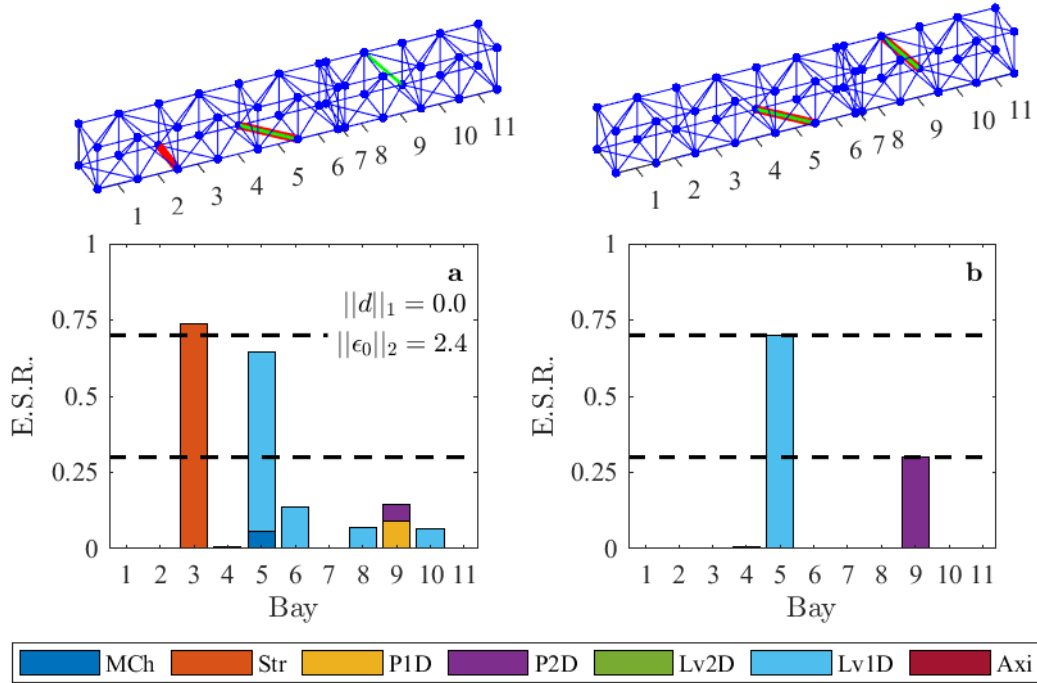 1 2 3 4 5 6 7 8 9 10 11
1 2 3 4 5 6 7 8 9 10 11
a
||d||₁ = 0.0
||ϵ₀||₂ = 2.4
1
0.75
0.5
0.25
0
E.S.R.
1 2 3 4 5 6 7 8 9 10 11
Bay
b
1
0.75
0.5
0.25
0
E.S.R.
1 2 3 4 5 6 7 8 9 10 11
Bay
MCh Str P1D P2D Lv2D Lv1D Axi